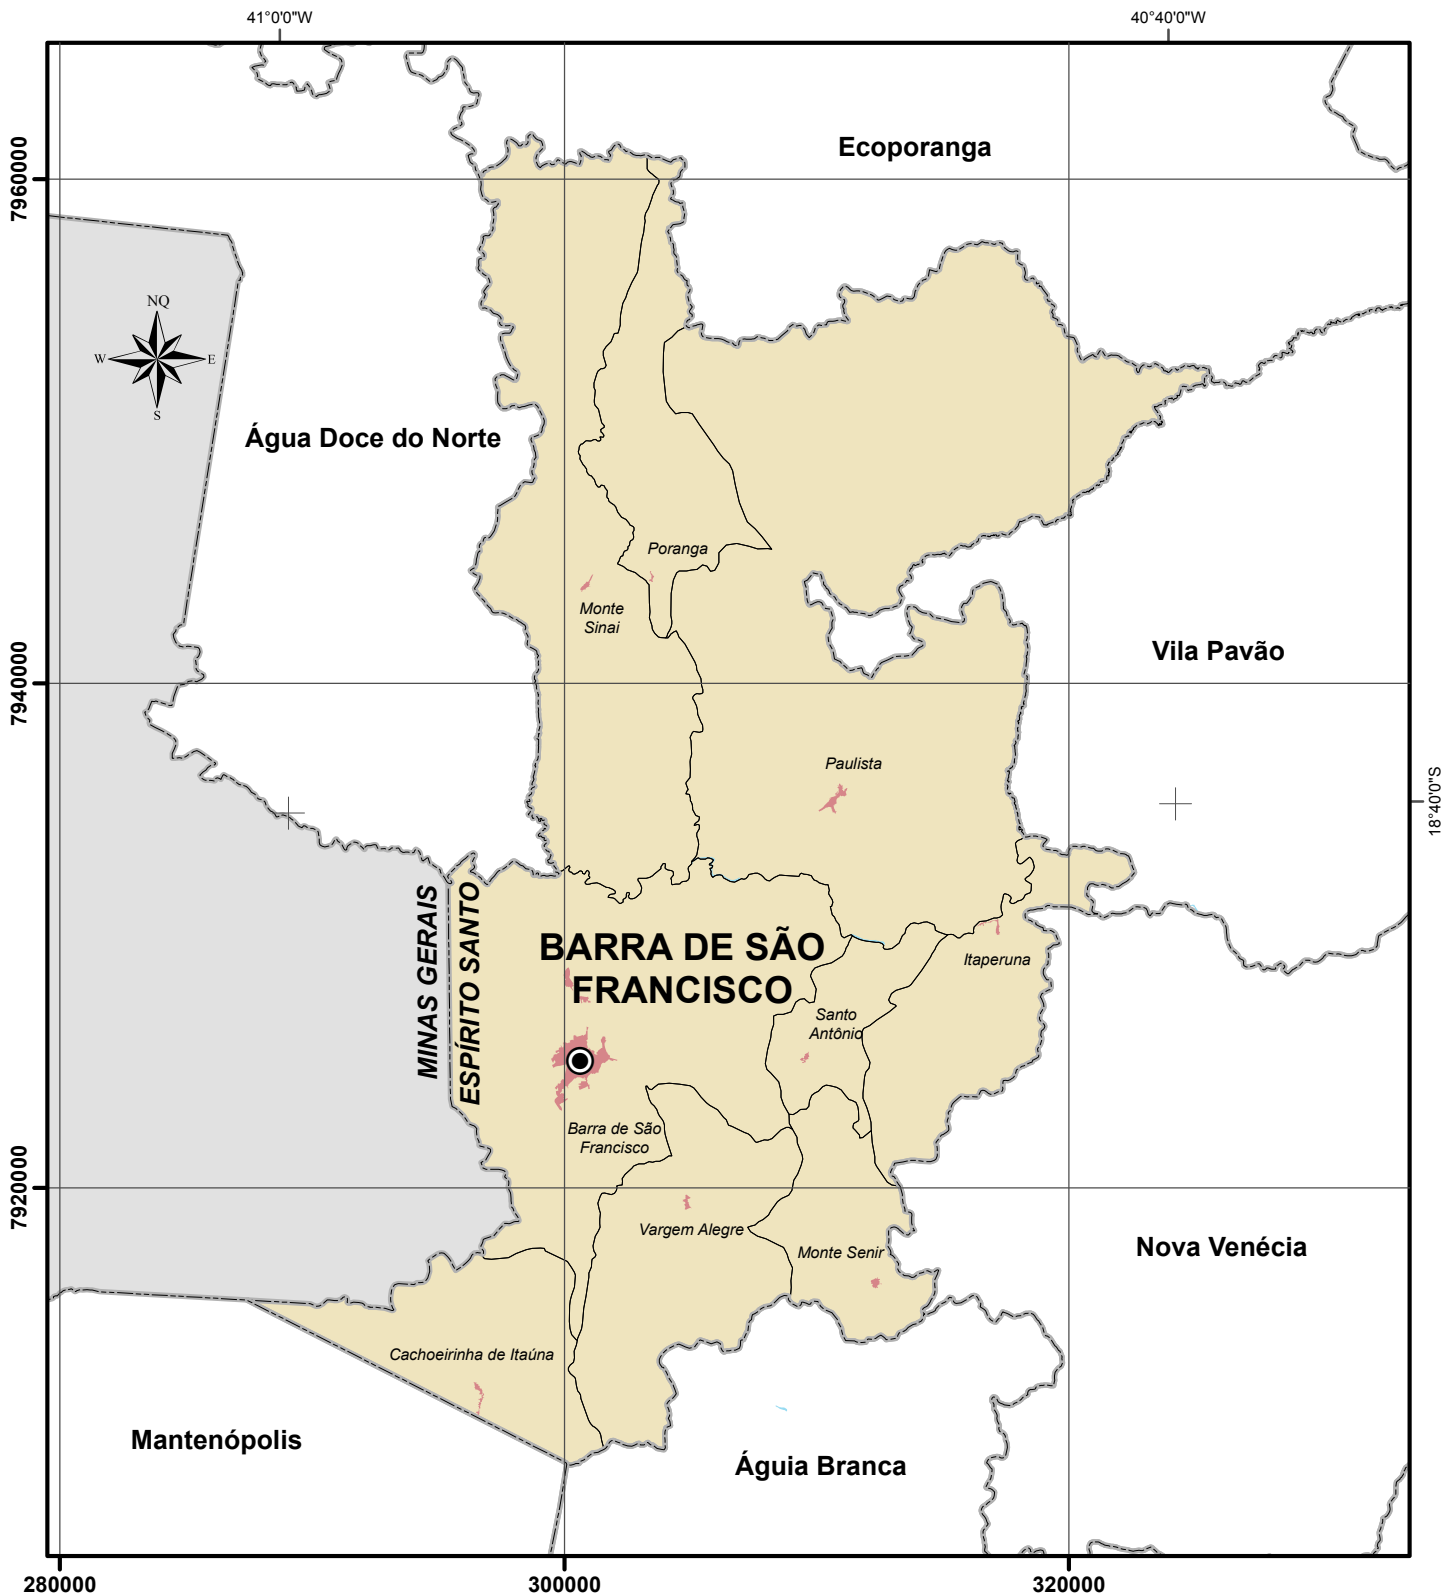 41°0'0"W
40°40'0"W
Ecoporanga
7960000
NQ
W
E
S
Água Doce do Norte
Poranga
Monte
Sinai
Vila Pavão
7940000
Paulista
18°40'0"S
MINAS GERAIS
ESPÍRITO SANTO
BARRA DE SÃO
FRANCISCO
Itaperuna
Santo
Antônio
Barra de São
Francisco
7920000
Vargem Alegre
Monte Senir
Nova Venécia
Cachoeirinha de Itaúna
Mantenópolis
Águia Branca
280000
300000
320000